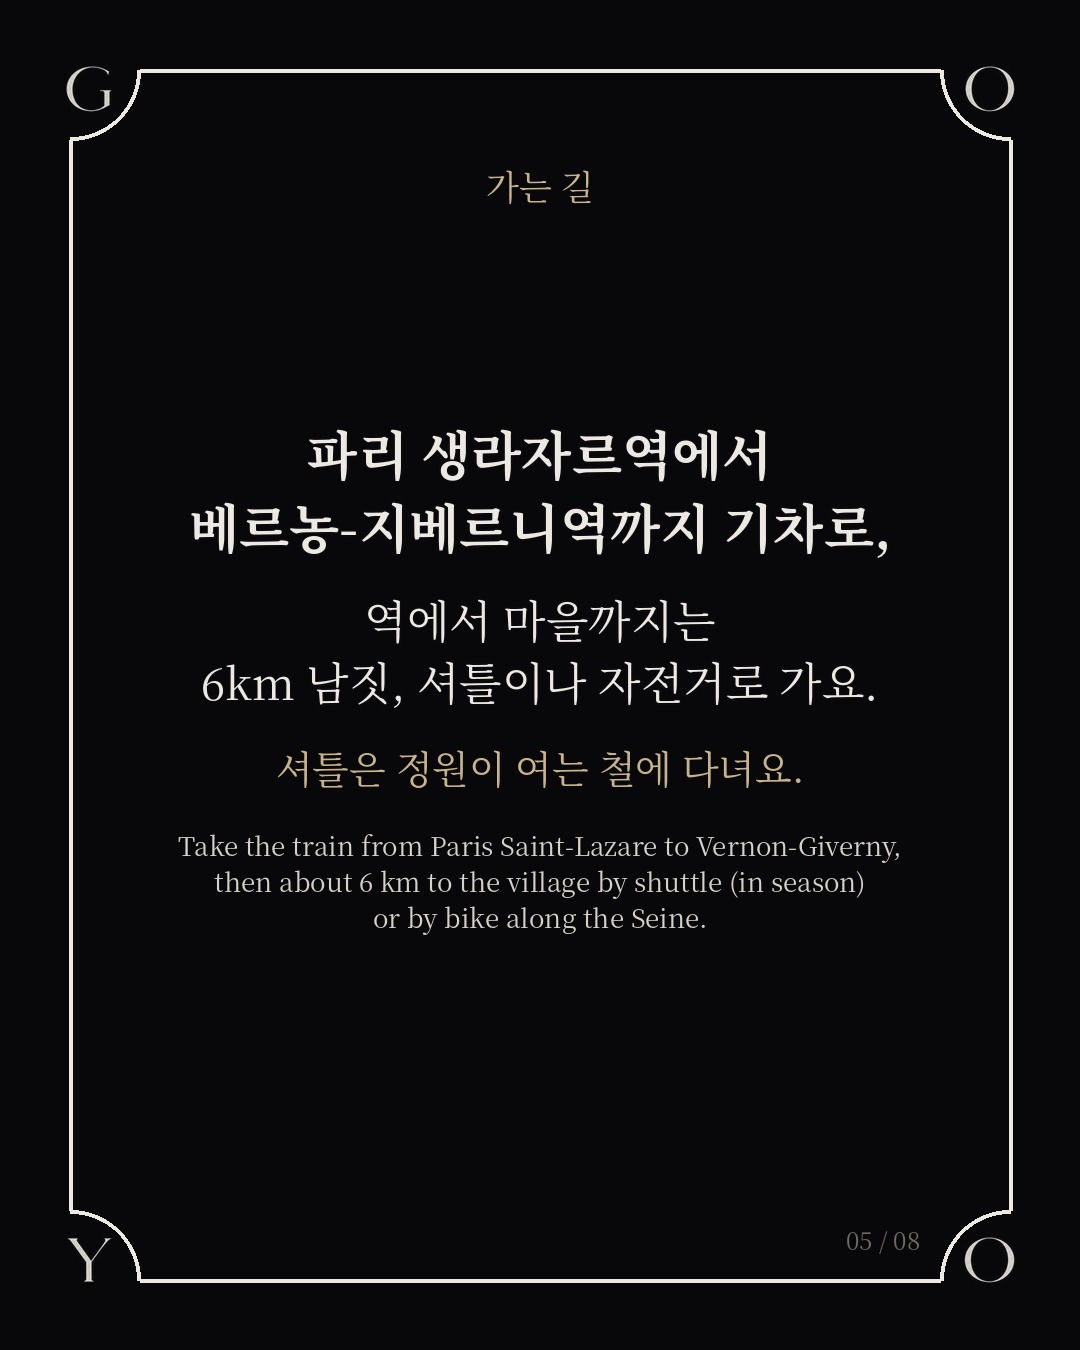 G O
가는 길
파리 생라자르역에서
베르농-지베르니역까지 기차로,
역에서 마을까지는
6km 남짓, 셔틀이나 자전거로 가요.
셔틀은 정원이 여는 철에 다녀요.
Take the train from Paris Saint-Lazare to Vernon-Giverny,
then about 6 km to the village by shuttle (in season)
or by bike along the Seine.
05 / 08
Y O